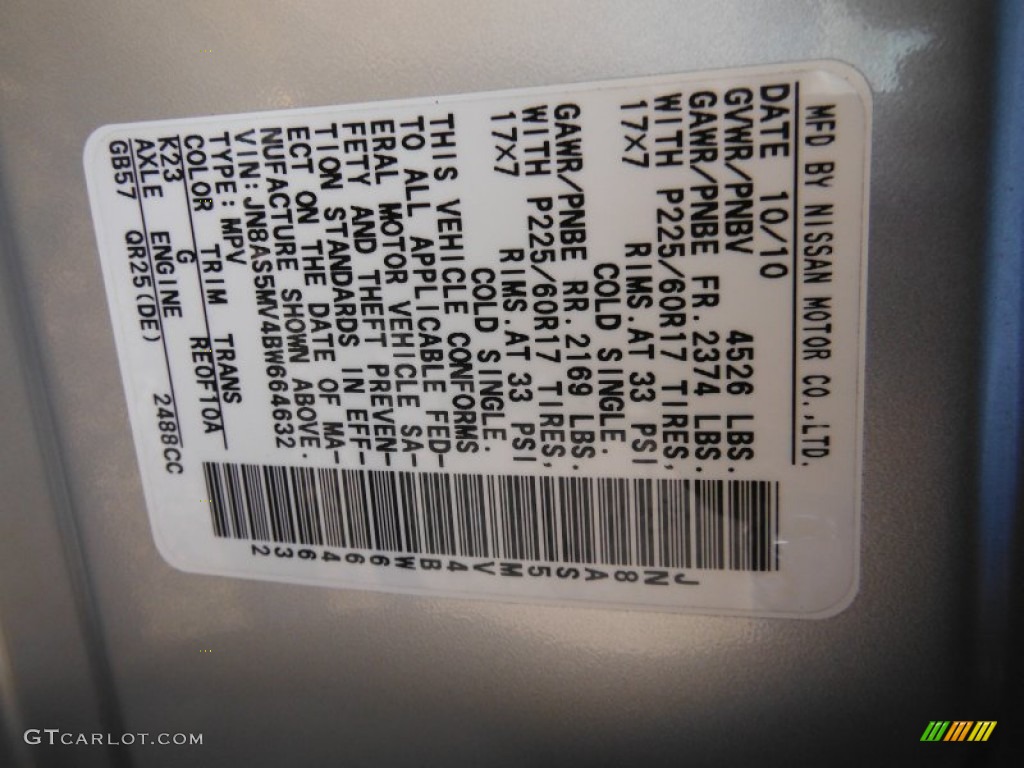 MFD BY NISSAN MOTOR CO.,LTD.
DATE 10/10
GVWR/PNBV 4526 LBS.
GAWR/PNBE FR. 2374 LBS.
WITH P225/60R17 TIRES,
17×7 RIMS.AT 33 PSI
COLD SINGLE.
GAWR/PNBE RR. 2169 LBS.
WITH P225/60R17 TIRES,
17×7 RIMS.AT 33 PSI
COLD SINGLE.
THIS VEHICLE CONFORMS
TO ALL APPLICABLE FED-
ERAL MOTOR VEHICLE SA-
FETY AND THEFT PREVEN-
TION STANDARDS IN EFF-
ECT ON THE DATE OF MA-
NUFACTURE SHOWN ABOVE.
VIN:JN8AS5MV4BW664632
TYPE:MPV
COLOR TRIM TRANS
K23 G RE0F10A
AXLE ENGINE
GB57 QR25(DE) 2488CC
JN8AS5MV4BW664632
GTCARLOT.COM